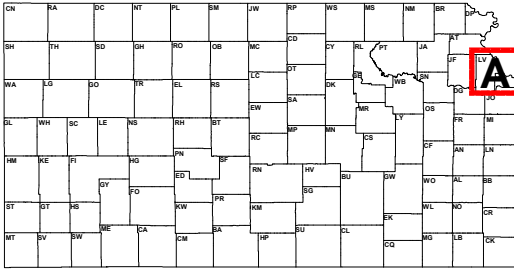 CN RA DC NT PL SM JW RP WS MS NM BR DP
AT
SH TH SD GH RO OB MC CD CY RL PT JA JF LV A
WA LG GO TR EL RS LC OT DK GE WB SN DG JO
EW SA MR OS
GL WH SC LE NS RH BT RC MP MN LY FR MI
CS
HM KE FI HG PN SF RN HV CF AN LN
GY FO ED SG BU GW WO AL BB
ST GT HS KW PR KM WL NO CR
EK
MT SV SW ME CA CM BA HP SU CL CQ MG LB CK